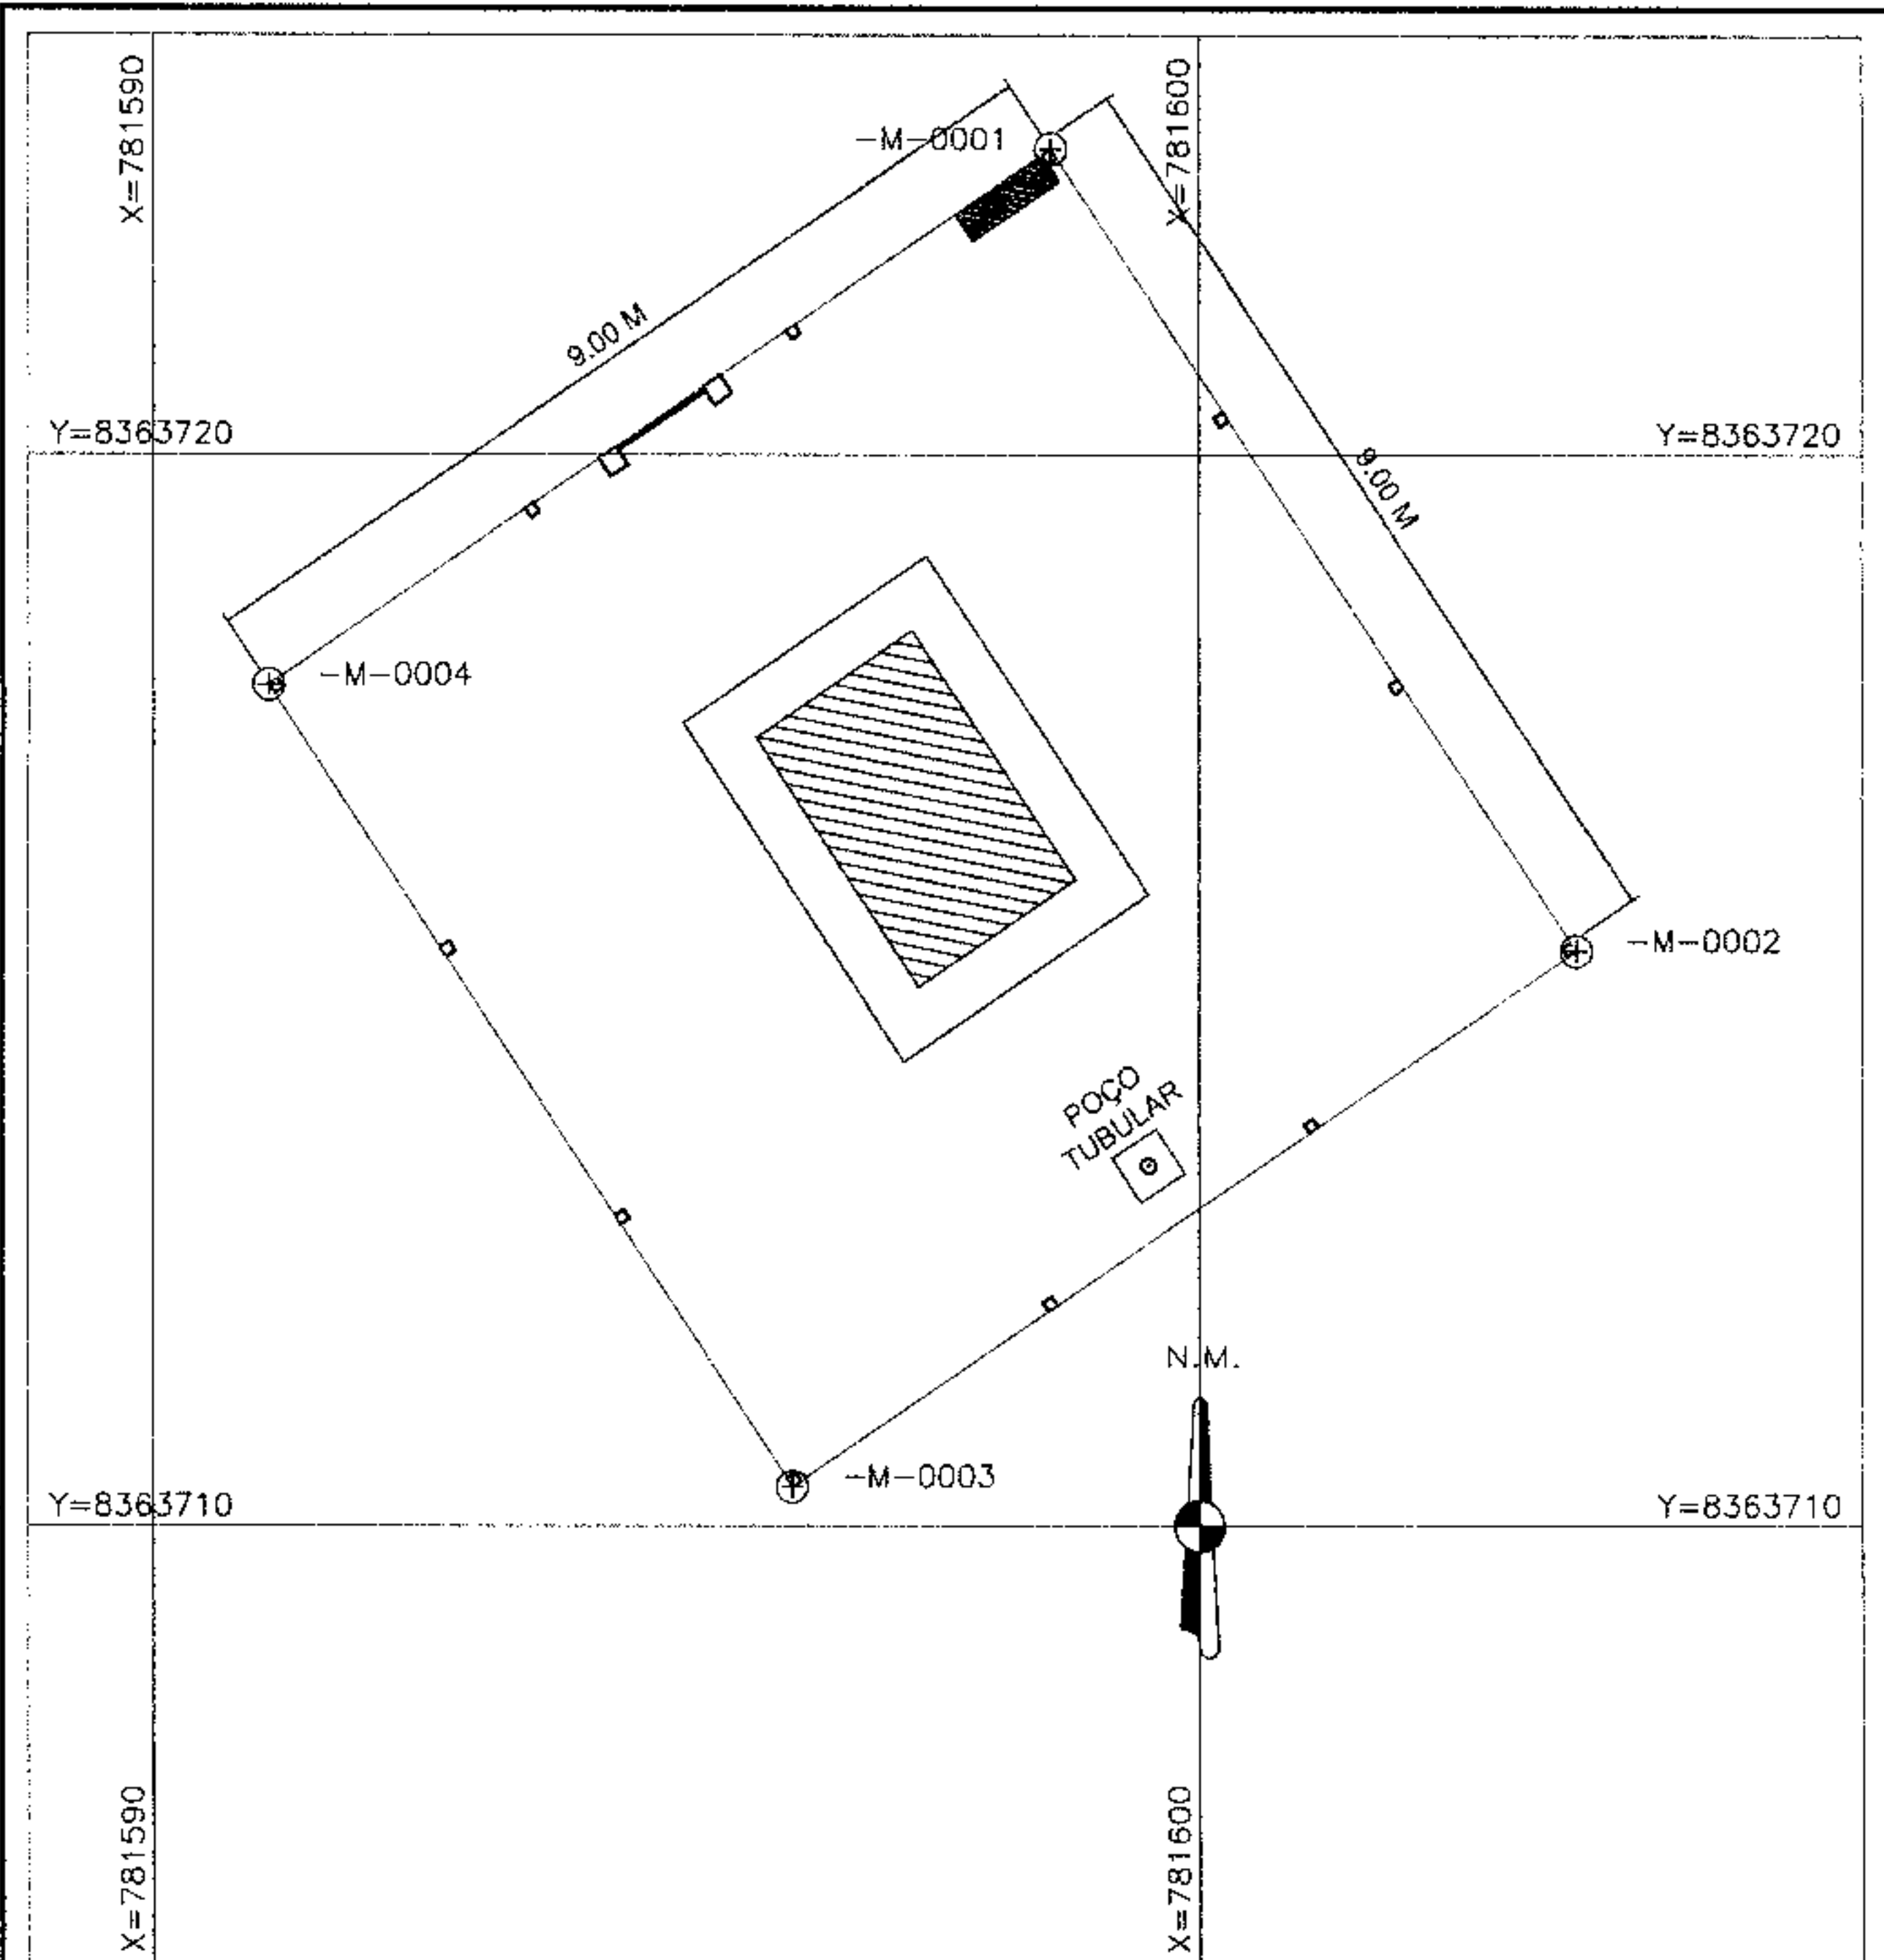 X=781590
X=781600
-M-0001
9.00 M
Y=8363720
Y=8363720
9.00 M
-M-0004
-M-0002
POÇO
TUBULAR
N.M.
-M-0003
Y=8363710
Y=8363710
X=781590
X=781600